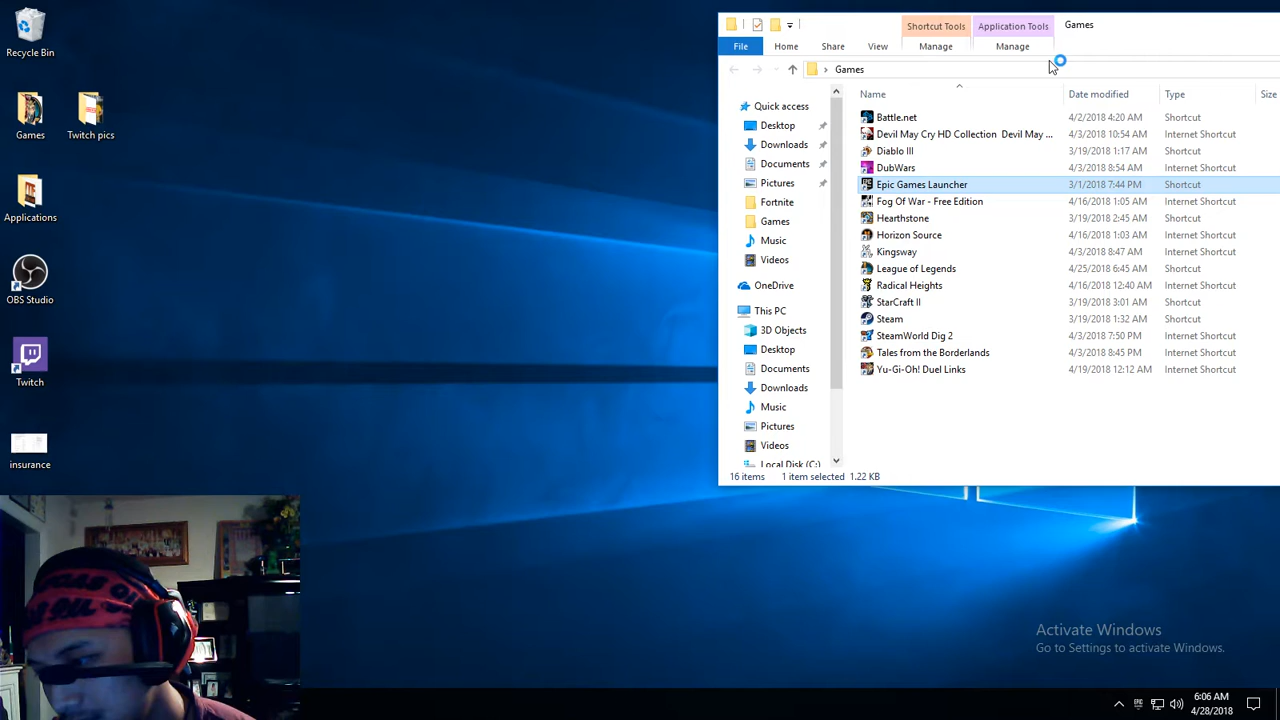 Recycle Bin
Games
Twitch pics
Applications
OBS Studio
Twitch
insurance
Shortcut Tools
Application Tools
Games
File
Home
Share
View
Manage
Manage
› Games
Name
Date modified
Type
Size
Quick access
Desktop
Downloads
Documents
Pictures
Fortnite
Games
Music
Videos
OneDrive
This PC
3D Objects
Desktop
Documents
Downloads
Music
Pictures
Videos
Local Disk (C:)
Battle.net 4/2/2018 4:20 AM Shortcut
Devil May Cry HD Collection Devil May ... 4/3/2018 10:54 AM Internet Shortcut
Diablo III 3/19/2018 1:17 AM Shortcut
DubWars 4/3/2018 8:54 AM Internet Shortcut
Epic Games Launcher 3/1/2018 7:44 PM Shortcut
Fog Of War - Free Edition 4/16/2018 1:05 AM Internet Shortcut
Hearthstone 3/19/2018 2:45 AM Shortcut
Horizon Source 4/16/2018 1:03 AM Internet Shortcut
Kingsway 4/3/2018 8:47 AM Internet Shortcut
League of Legends 4/25/2018 6:45 AM Shortcut
Radical Heights 4/16/2018 12:40 AM Internet Shortcut
StarCraft II 3/19/2018 3:01 AM Shortcut
Steam 3/19/2018 1:32 AM Shortcut
SteamWorld Dig 2 4/3/2018 7:50 PM Internet Shortcut
Tales from the Borderlands 4/3/2018 8:45 PM Internet Shortcut
Yu-Gi-Oh! Duel Links 4/19/2018 12:12 AM Internet Shortcut
16 items 1 item selected 1.22 KB
Activate Windows
Go to Settings to activate Windows.
6:06 AM
4/28/2018